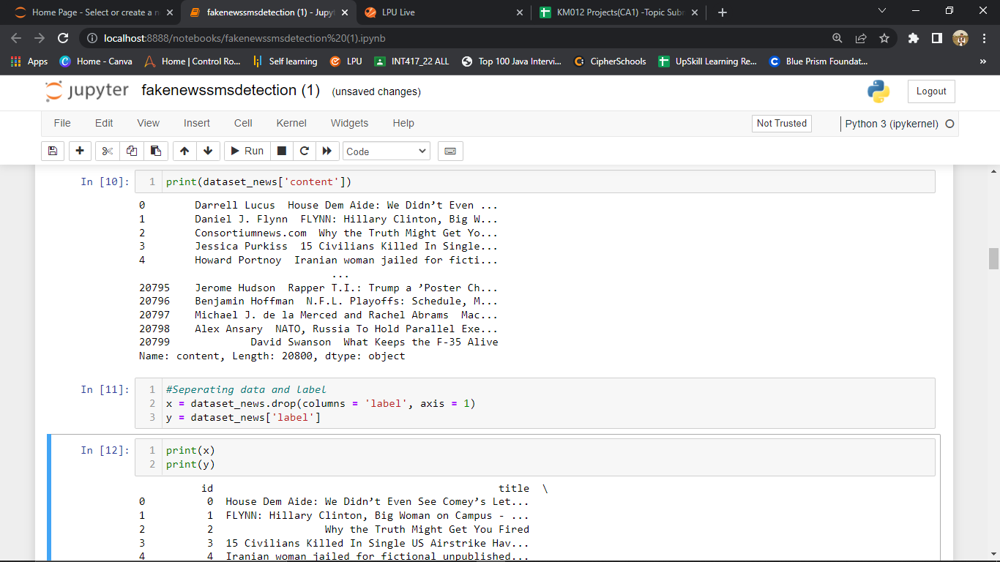 Home Page - Select or create a n
fakenewssmsdetection (1) - Jupyt
LPU Live
KM012 Projects(CA1) -Topic Subm
localhost:8888/notebooks/fakenewssmsdetection%20(1).ipynb
Apps
Home - Canva
Home | Control Ro...
Self learning
LPU
INT417_22 ALL
Top 100 Java Intervi...
CipherSchools
UpSkill Learning Re...
Blue Prism Foundat...
»
jupyter fakenewssmsdetection (1) (unsaved changes)
Logout
File Edit View Insert Cell Kernel Widgets Help
Not Trusted
Python 3 (ipykernel)
Run
Code
In [10]: 1 print(dataset_news['content'])
0 Darrell Lucus  House Dem Aide: We Didn’t Even ...
1 Daniel J. Flynn  FLYNN: Hillary Clinton, Big W...
2 Consortiumnews.com  Why the Truth Might Get Yo...
3 Jessica Purkiss  15 Civilians Killed In Single...
4 Howard Portnoy  Iranian woman jailed for ficti...
...
20795 Jerome Hudson  Rapper T.I.: Trump a ’Poster Ch...
20796 Benjamin Hoffman  N.F.L. Playoffs: Schedule, M...
20797 Michael J. de la Merced and Rachel Abrams  Mac...
20798 Alex Ansary  NATO, Russia To Hold Parallel Exe...
20799 David Swanson  What Keeps the F-35 Alive
Name: content, Length: 20800, dtype: object
In [11]: 1 #Seperating data and label
2 x = dataset_news.drop(columns = 'label', axis = 1)
3 y = dataset_news['label']
In [12]: 1 print(x)
2 print(y)
id title \
0 0 House Dem Aide: We Didn’t Even See Comey’s Let...
1 1 FLYNN: Hillary Clinton, Big Woman on Campus - ...
2 2 Why the Truth Might Get You Fired
3 3 15 Civilians Killed In Single US Airstrike Hav...
4 4 Iranian woman jailed for fictional unpublished...